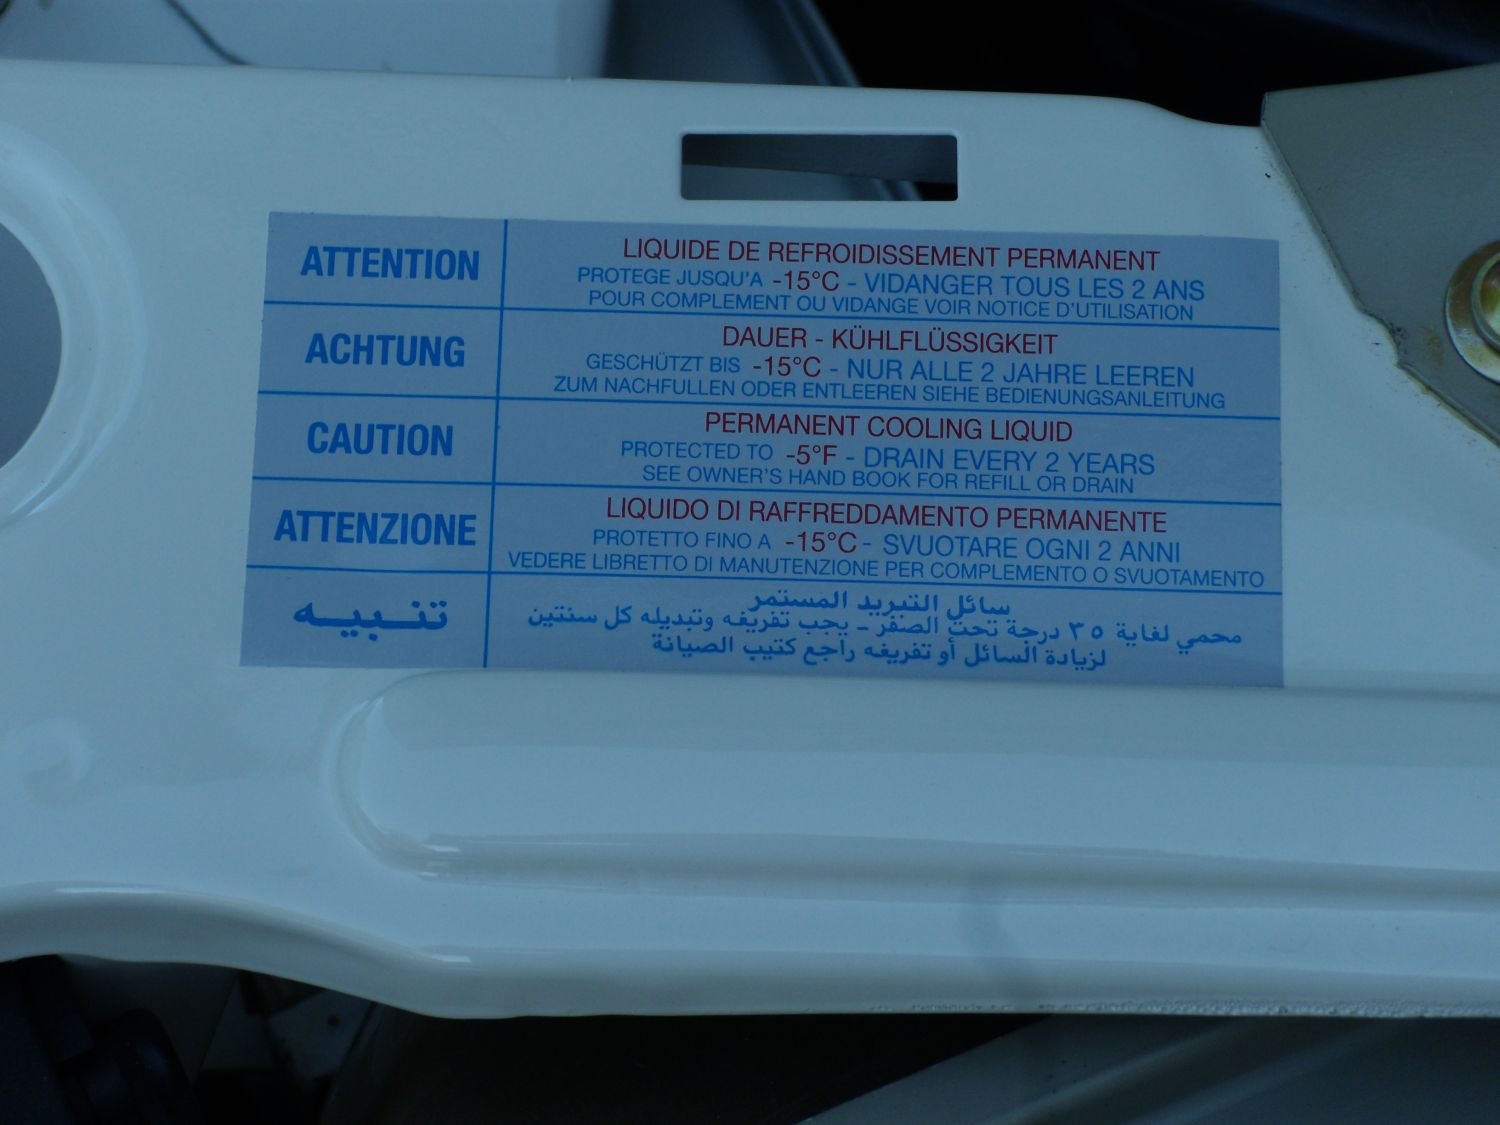 ATTENTION
LIQUIDE DE REFROIDISSEMENT PERMANENT
PROTEGE JUSQU'A -15°C - VIDANGER TOUS LES 2 ANS
POUR COMPLEMENT OU VIDANGE VOIR NOTICE D'UTILISATION
ACHTUNG
DAUER - KÜHLFLÜSSIGKEIT
GESCHÜTZT BIS -15°C - NUR ALLE 2 JAHRE LEEREN
ZUM NACHFULLEN ODER ENTLEEREN SIEHE BEDIENUNGSANLEITUNG
CAUTION
PERMANENT COOLING LIQUID
PROTECTED TO -5°F - DRAIN EVERY 2 YEARS
SEE OWNER'S HAND BOOK FOR REFILL OR DRAIN
ATTENZIONE
LIQUIDO DI RAFFREDDAMENTO PERMANENTE
PROTETTO FINO A -15°C - SVUOTARE OGNI 2 ANNI
VEDERE LIBRETTO DI MANUTENZIONE PER COMPLEMENTO O SVUOTAMENTO
تنبيه
سائل التبريد المستمر
محمي لغاية ٣٥ درجة تحت الصفر - يجب تفريغه وتبديله كل سنتين
لزيادة السائل أو تفريغه راجع كتيب الصيانة